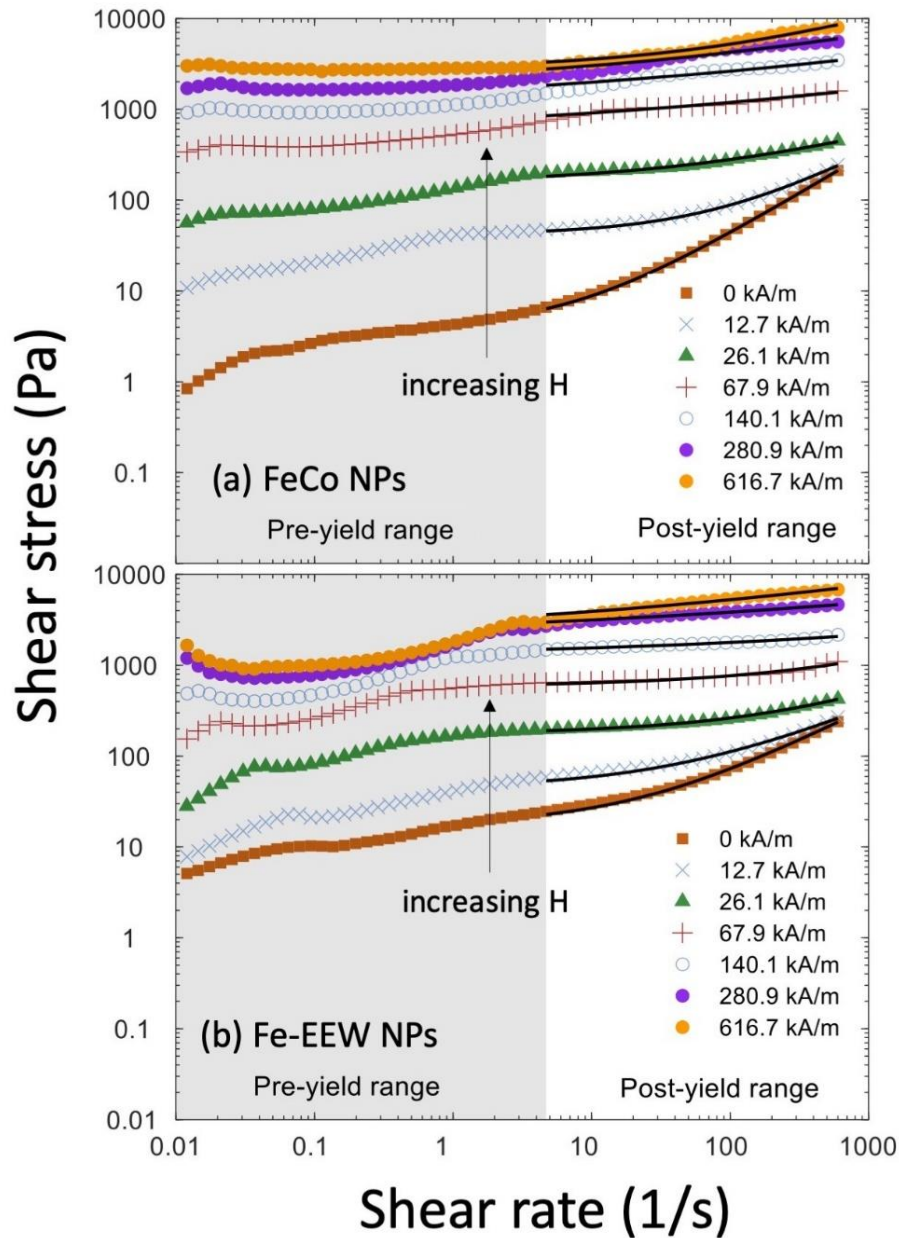 Shear stress (Pa)
10000
1000
100
10
1
0.1
increasing H
(a) FeCo NPs
Pre-yield range
Post-yield range
0 kA/m
12.7 kA/m
26.1 kA/m
67.9 kA/m
140.1 kA/m
280.9 kA/m
616.7 kA/m
10000
1000
100
10
1
0.1
0.01
increasing H
(b) Fe-EEW NPs
Pre-yield range
Post-yield range
0 kA/m
12.7 kA/m
26.1 kA/m
67.9 kA/m
140.1 kA/m
280.9 kA/m
616.7 kA/m
0.01 0.1 1 10 100 1000
Shear rate (1/s)